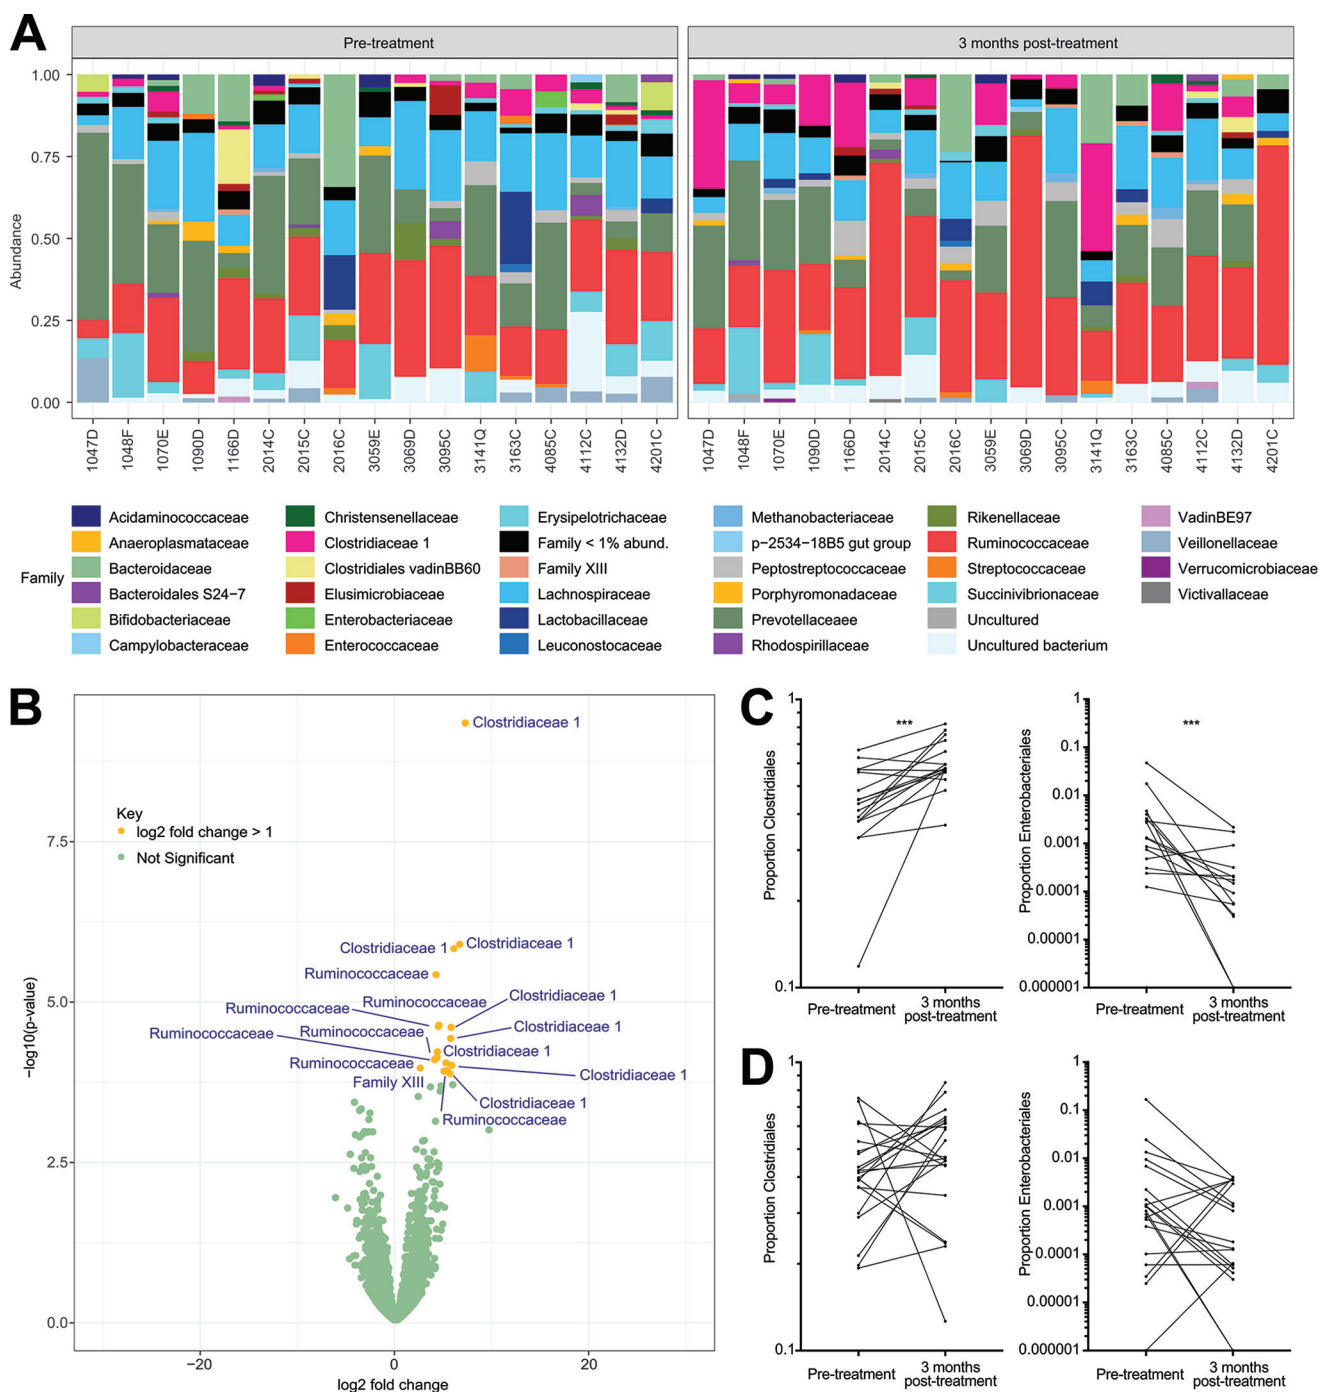 A
Pre-treatment
3 months post-treatment
Abundance
1.00
0.75
0.50
0.25
0.00
1047D
1048F
1070E
1090D
1166D
2014C
2015C
2016C
3059E
3069D
3095C
3141Q
3163C
4085C
4112C
4132D
4201C
1047D
1048F
1070E
1090D
1166D
2014C
2015C
2016C
3059E
3069D
3095C
3141Q
3163C
4085C
4112C
4132D
4201C
Family
Acidaminococcaceae
Anaeroplasmataceae
Bacteroidaceae
Bacteroidales S24−7
Bifidobacteriaceae
Campylobacteraceae
Christensenellaceae
Clostridiaceae 1
Clostridiales vadinBB60
Elusimicrobiaceae
Enterobacteriaceae
Enterococcaceae
Erysipelotrichaceae
Family < 1% abund.
Family XIII
Lachnospiraceae
Lactobacillaceae
Leuconostocaceae
Methanobacteriaceae
p−2534−18B5 gut group
Peptostreptococcaceae
Porphyromonadaceae
Prevotellaceaee
Rhodospirillaceae
Rikenellaceae
Ruminococcaceae
Streptococcaceae
Succinivibrionaceae
Uncultured
Uncultured bacterium
VadinBE97
Veillonellaceae
Verrucomicrobiaceae
Victivallaceae
B
−log10(p-value)
7.5
5.0
2.5
0.0
Key
log2 fold change > 1
Not Significant
Clostridiaceae 1
Clostridiaceae 1
Clostridiaceae 1
Ruminococcaceae
Clostridiaceae 1
Ruminococcaceae
Ruminococcaceae
Clostridiaceae 1
Ruminococcaceae
Ruminococcaceae
Clostridiaceae 1
Ruminococcaceae
Clostridiaceae 1
Family XIII
Clostridiaceae 1
Ruminococcaceae
−20
0
20
log2 fold change
C
Proportion Clostridiales
1
0.1
***
Pre-treatment
3 months
post-treatment
Proportion Enterobacteriales
1
0.1
0.01
0.001
0.0001
0.00001
0.000001
***
Pre-treatment
3 months
post-treatment
D
Proportion Clostridiales
1
0.1
Pre-treatment
3 months
post-treatment
Proportion Enterobacteriales
1
0.1
0.01
0.001
0.0001
0.00001
0.000001
Pre-treatment
3 months
post-treatment